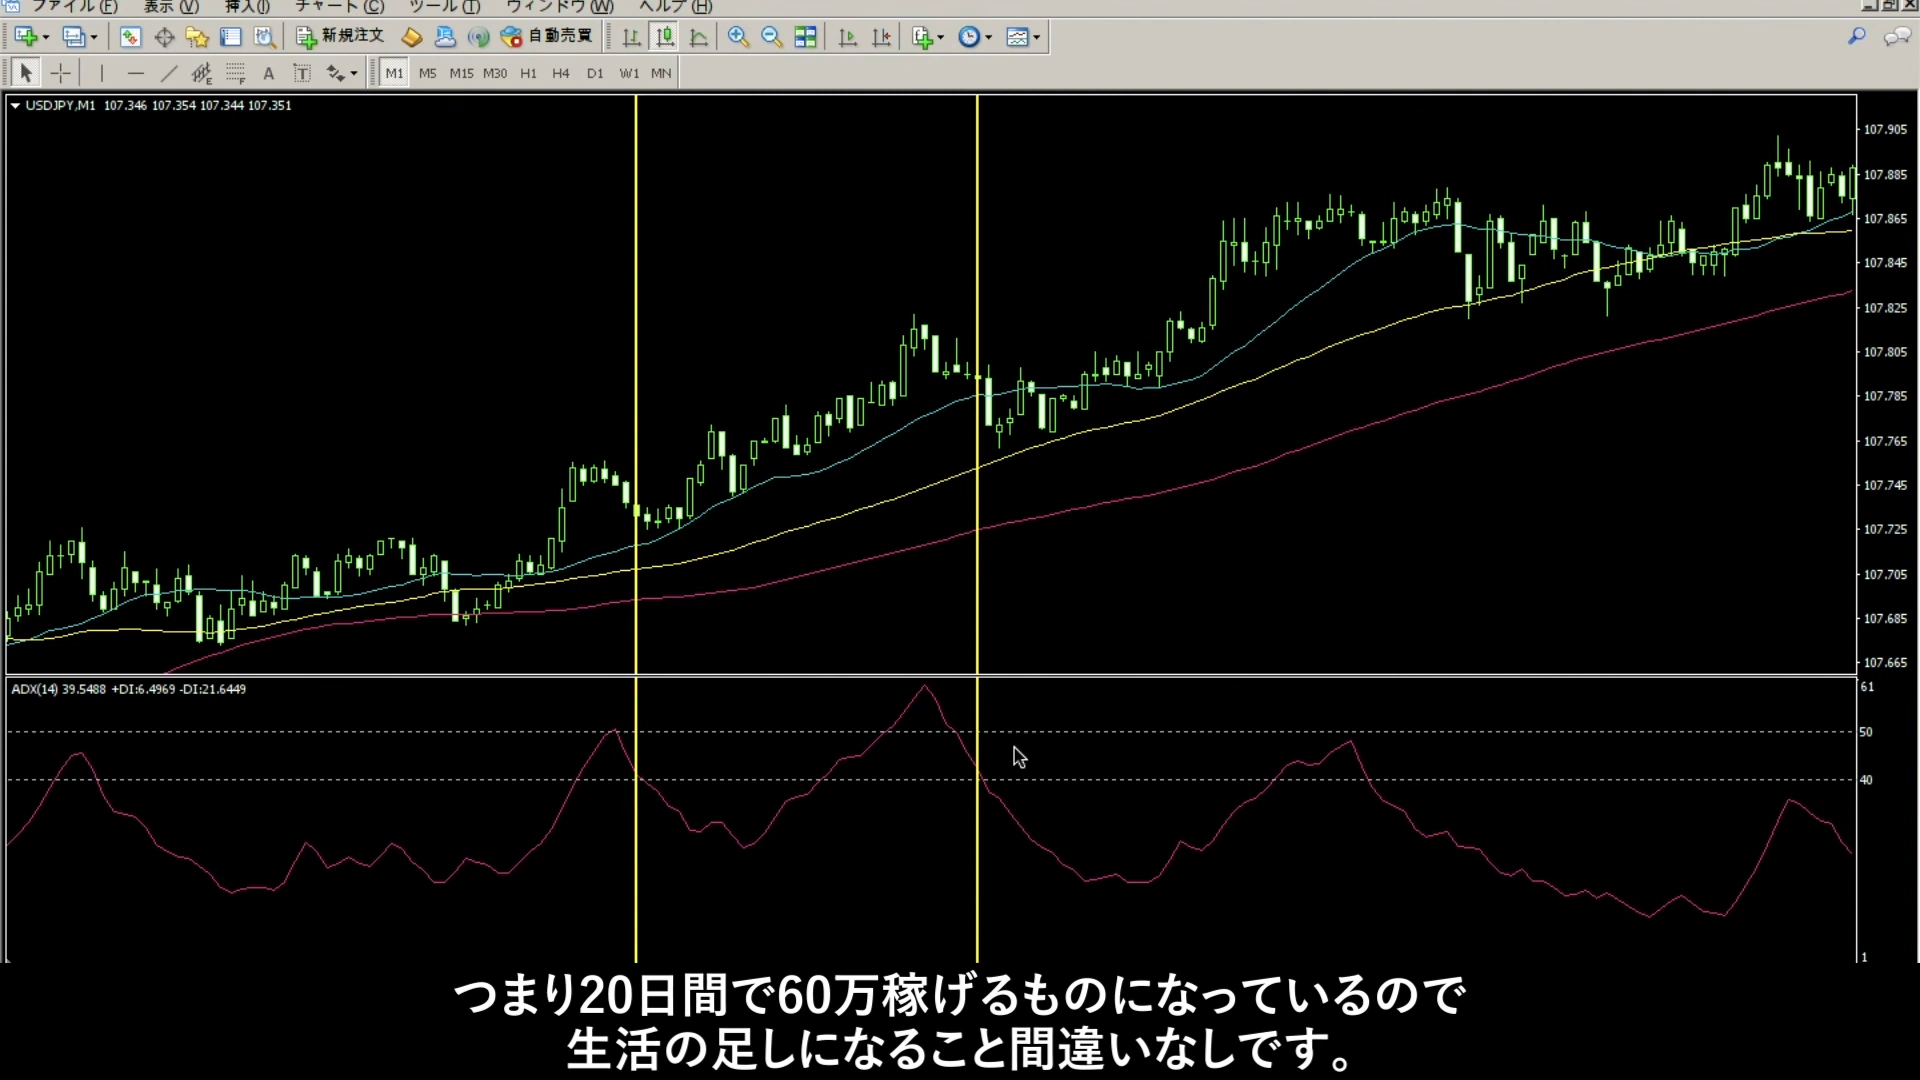 ファイル (F) 表示 (V) 挿入(I) チャート (C) ツール (T) ウィンドウ (W) ヘルプ (H)
新規注文 自動売買
A T M1 M5 M15 M30 H1 H4 D1 W1 MN
USDJPY,M1 107.346 107.354 107.344 107.351
107.905
107.885
107.865
107.845
107.825
107.805
107.785
107.765
107.745
107.725
107.705
107.685
107.665
ADX(14) 39.5488 +DI:6.4969 -DI:21.6449
61
50
40
1
つまり20日間で60万稼げるものになっているので
生活の足しになること間違いなしです。